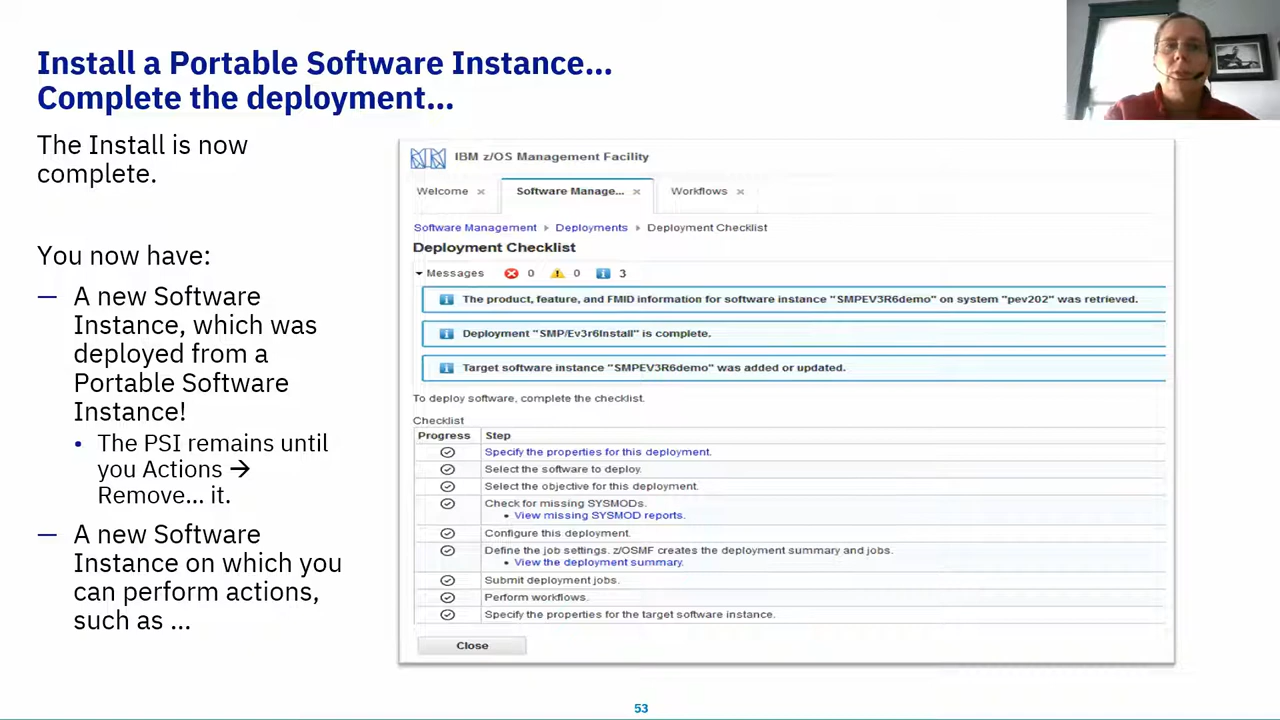 Install a Portable Software Instance...
Complete the deployment...
The Install is now
complete.
You now have:
— A new Software
Instance, which was
deployed from a
Portable Software
Instance!
• The PSI remains until
you Actions →
Remove... it.
— A new Software
Instance on which you
can perform actions,
such as ...
IBM z/OS Management Facility
Welcome × Software Manage... × Workflows ×
Software Management ▸ Deployments ▸ Deployment Checklist
Deployment Checklist
Messages 0 0 3
The product, feature, and FMID information for software instance "SMPEV3R6demo" on system "pev202" was retrieved.
Deployment "SMP/Ev3r6Install" is complete.
Target software instance "SMPEV3R6demo" was added or updated.
To deploy software, complete the checklist.
Checklist
Progress Step
Specify the properties for this deployment.
Select the software to deploy.
Select the objective for this deployment.
Check for missing SYSMODs.
• View missing SYSMOD reports.
Configure this deployment.
Define the job settings. z/OSMF creates the deployment summary and jobs.
• View the deployment summary.
Submit deployment jobs.
Perform workflows.
Specify the properties for the target software instance.
Close
53